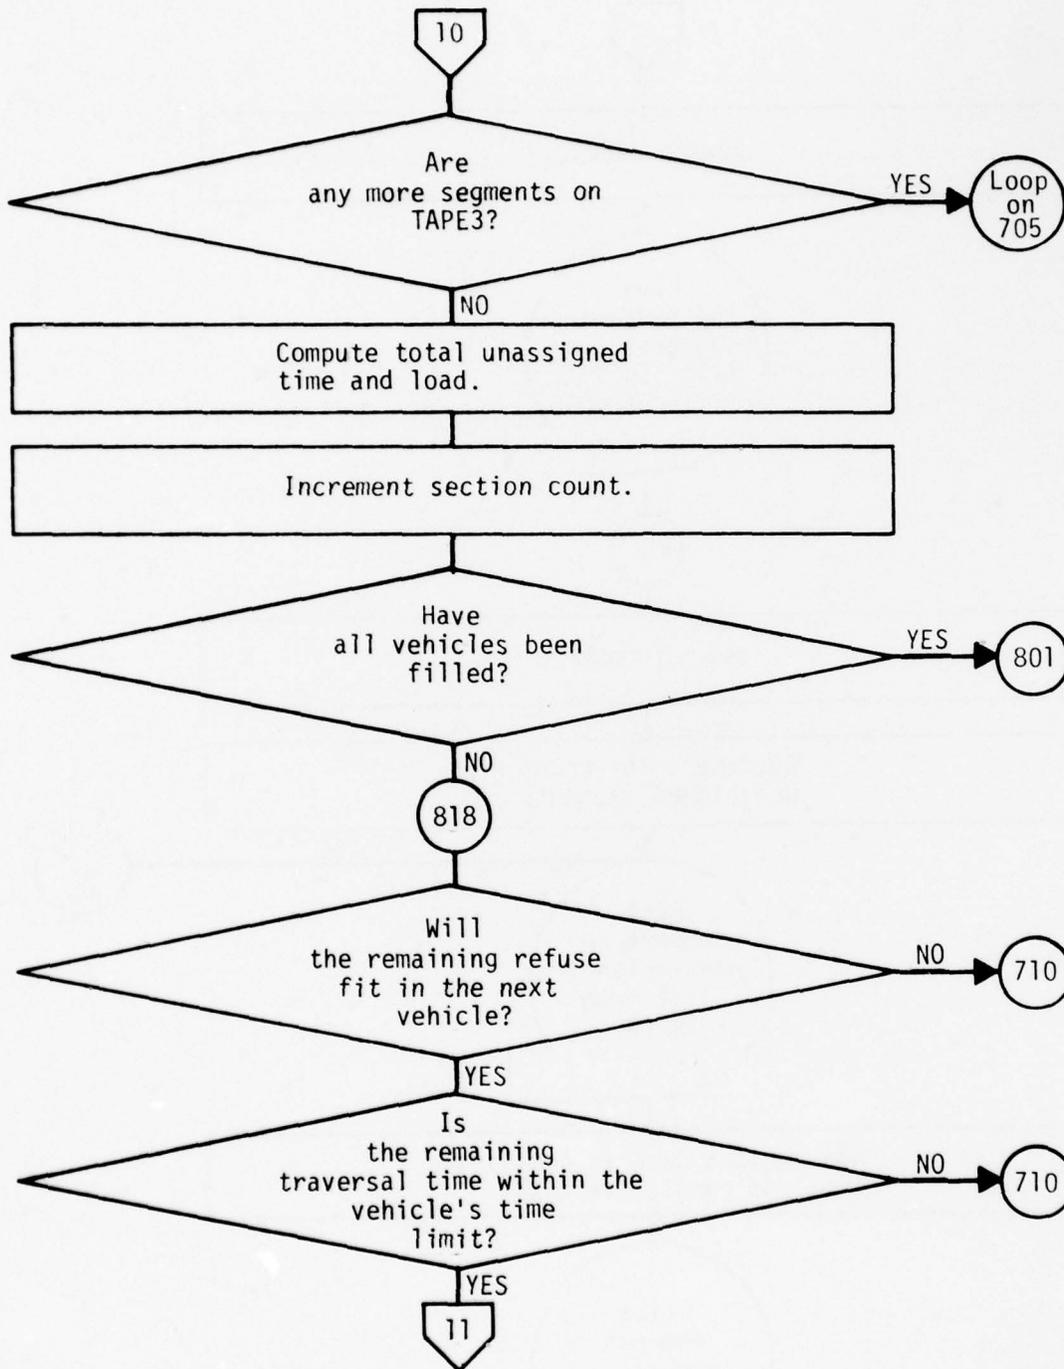 10
Are
any more segments on
TAPE3?
YES
Loop
on
705
NO
Compute total unassigned
time and load.
Increment section count.
Have
all vehicles been
filled?
YES
801
NO
818
Will
the remaining refuse
fit in the next
vehicle?
NO
710
YES
Is
the remaining
traversal time within the
vehicle's time
limit?
NO
710
YES
11